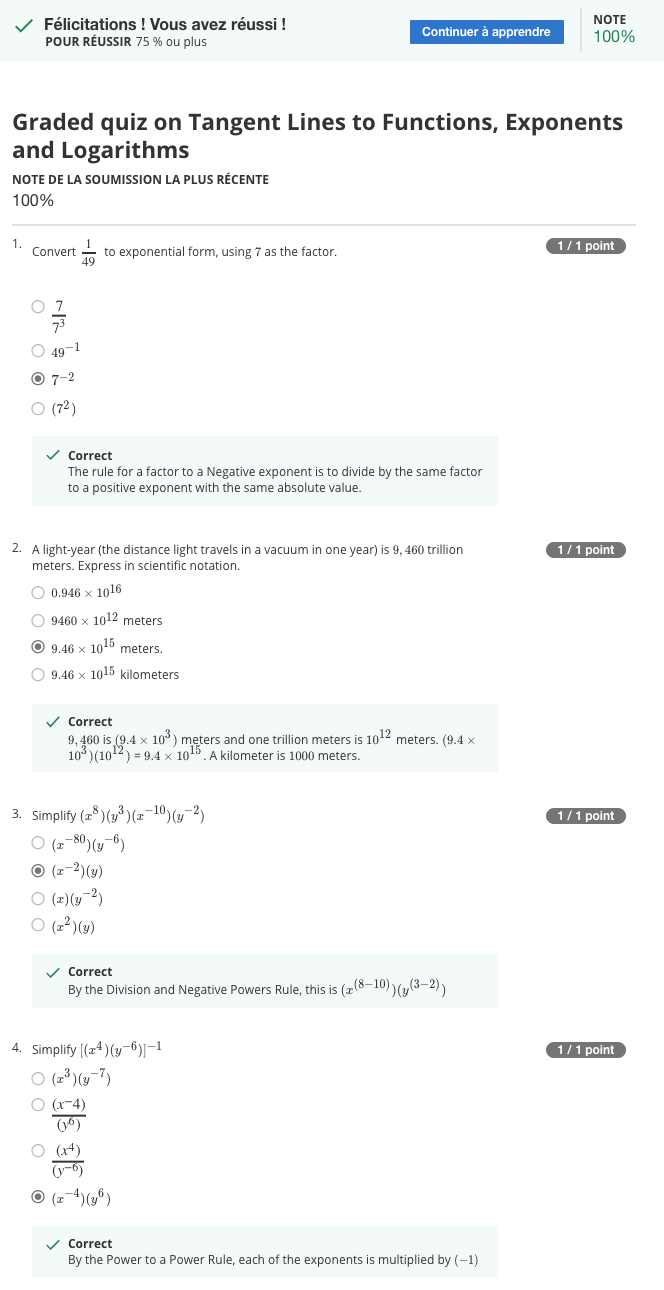 Félicitations ! Vous avez réussi !
POUR RÉUSSIR 75 % ou plus
Continuer à apprendre
NOTE
100%
Graded quiz on Tangent Lines to Functions, Exponents
and Logarithms
NOTE DE LA SOUMISSION LA PLUS RÉCENTE
100%
1. Convert 1/49 to exponential form, using 7 as the factor.
1 / 1 point
7/7^3
49^−1
7^−2
(7^2)
Correct
The rule for a factor to a Negative exponent is to divide by the same factor
to a positive exponent with the same absolute value.
2. A light-year (the distance light travels in a vacuum in one year) is 9, 460 trillion
meters. Express in scientific notation.
1 / 1 point
0.946 × 10^16
9460 × 10^12 meters
9.46 × 10^15 meters.
9.46 × 10^15 kilometers
Correct
9, 460 is (9.4 × 10^3) meters and one trillion meters is 10^12 meters. (9.4 ×
10^3)(10^12) = 9.4 × 10^15. A kilometer is 1000 meters.
3. Simplify (x^8)(y^3)(x^−10)(y^−2)
1 / 1 point
(x^−80)(y^−6)
(x^−2)(y)
(x)(y^−2)
(x^2)(y)
Correct
By the Division and Negative Powers Rule, this is (x^(8−10))(y^(3−2))
4. Simplify [(x^4)(y^−6)]^−1
1 / 1 point
(x^3)(y^−7)
(x^−4)/(y^6)
(x^4)/(y^−6)
(x^−4)(y^6)
Correct
By the Power to a Power Rule, each of the exponents is multiplied by (−1)